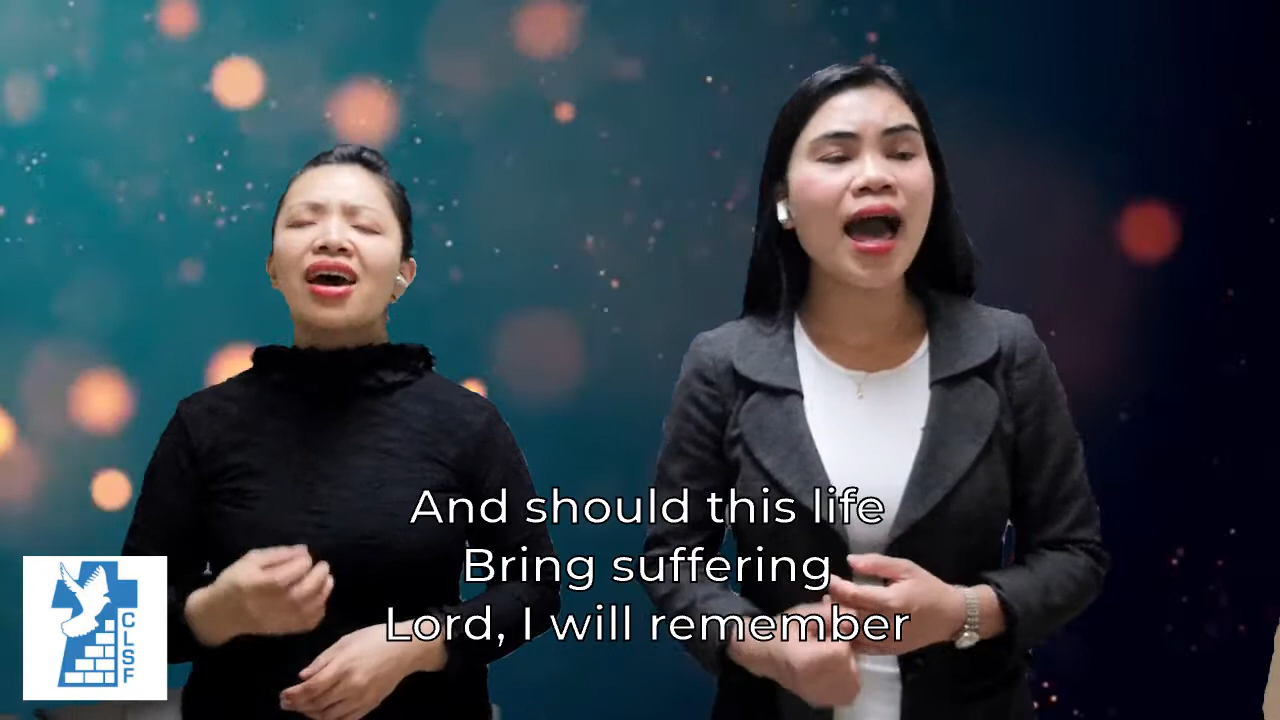 And should this life
Bring suffering
Lord, I will remember
CLSF